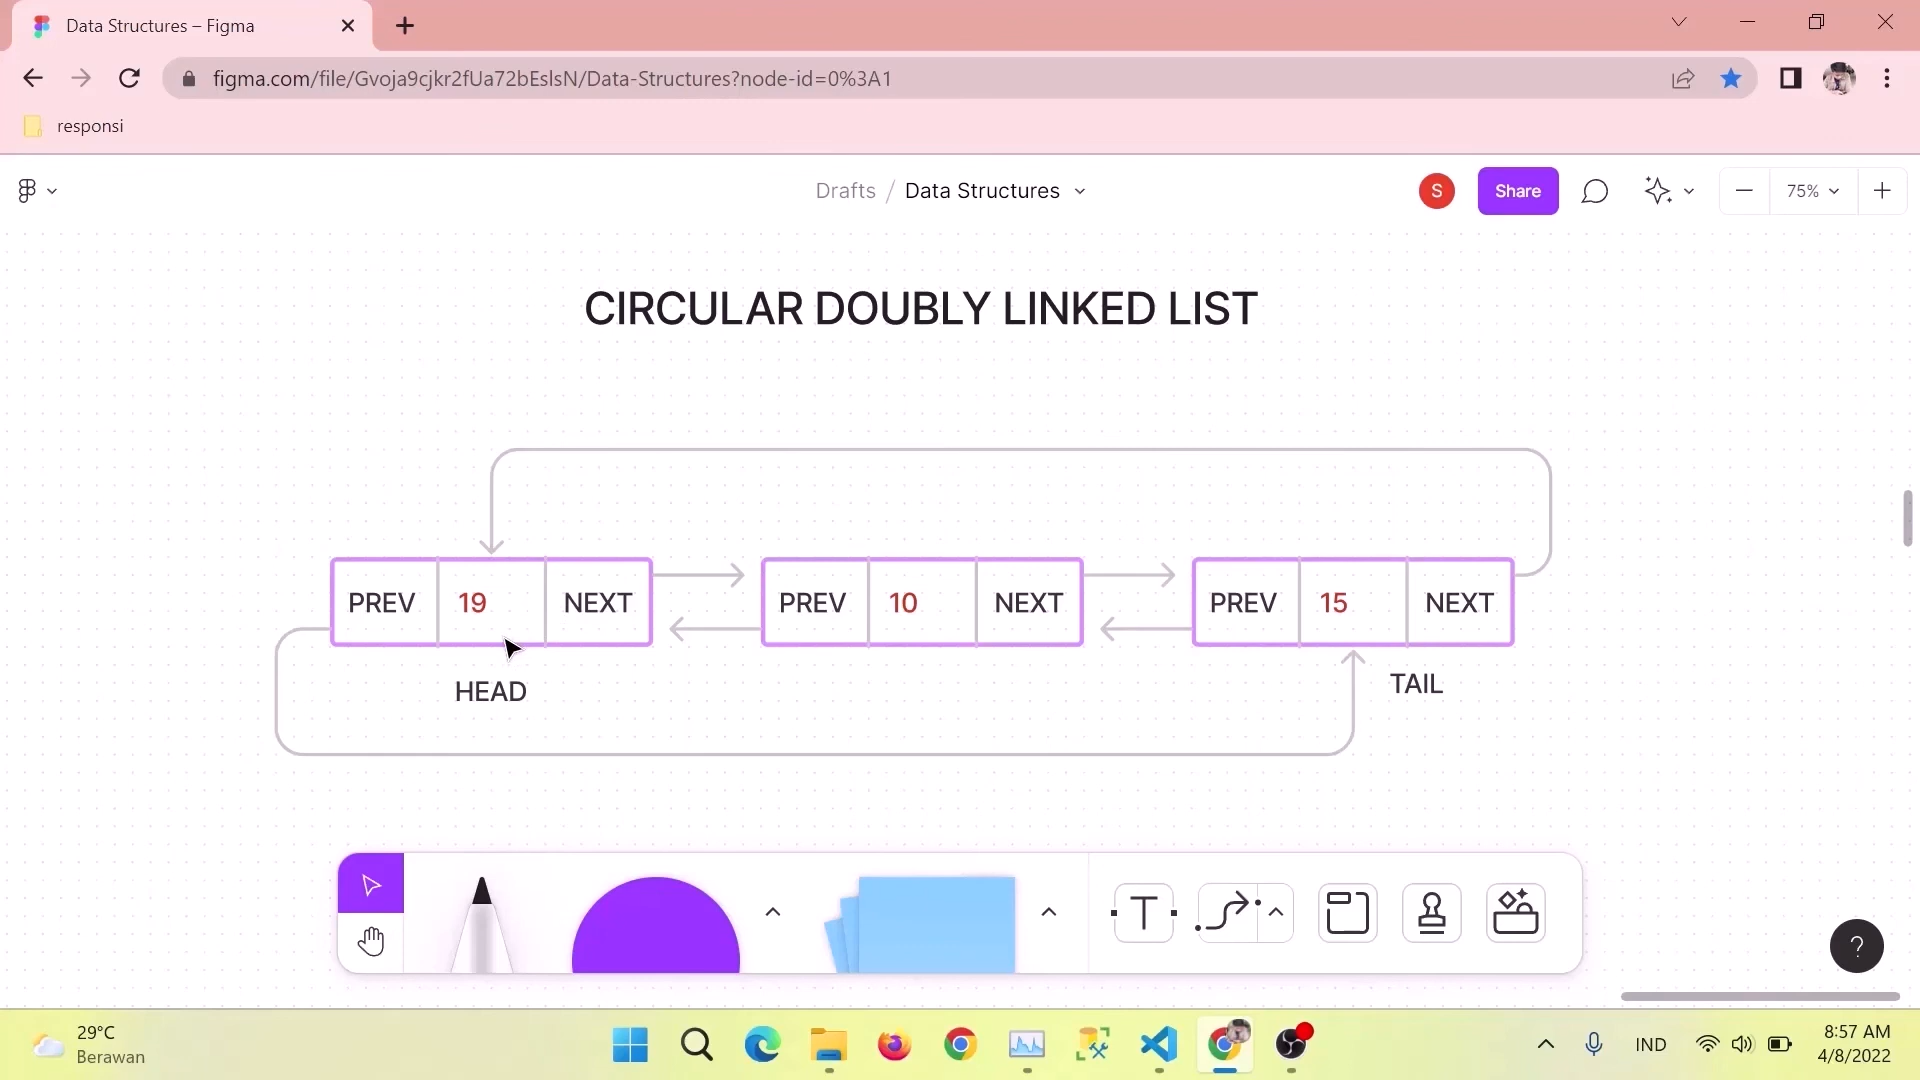 Data Structures – Figma
figma.com/file/Gvoja9cjkr2fUa72bEslsN/Data-Structures?node-id=0%3A1
responsi
Drafts / Data Structures
S
Share
75%
CIRCULAR DOUBLY LINKED LIST
PREV 19 NEXT PREV 10 NEXT PREV 15 NEXT
HEAD TAIL
T
?
29°C
Berawan
IND
8:57 AM
4/8/2022